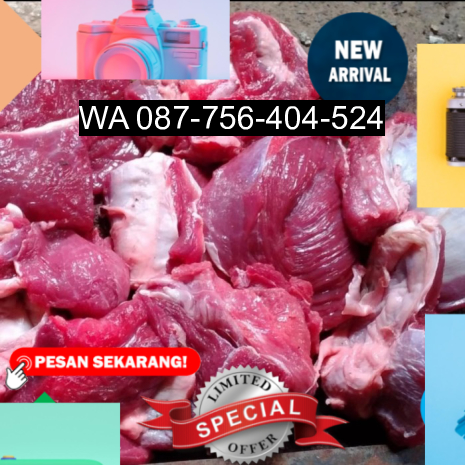 NEW
ARRIVAL
WA 087-756-404-524
PESAN SEKARANG!
LIMITED
SPECIAL
OFFER